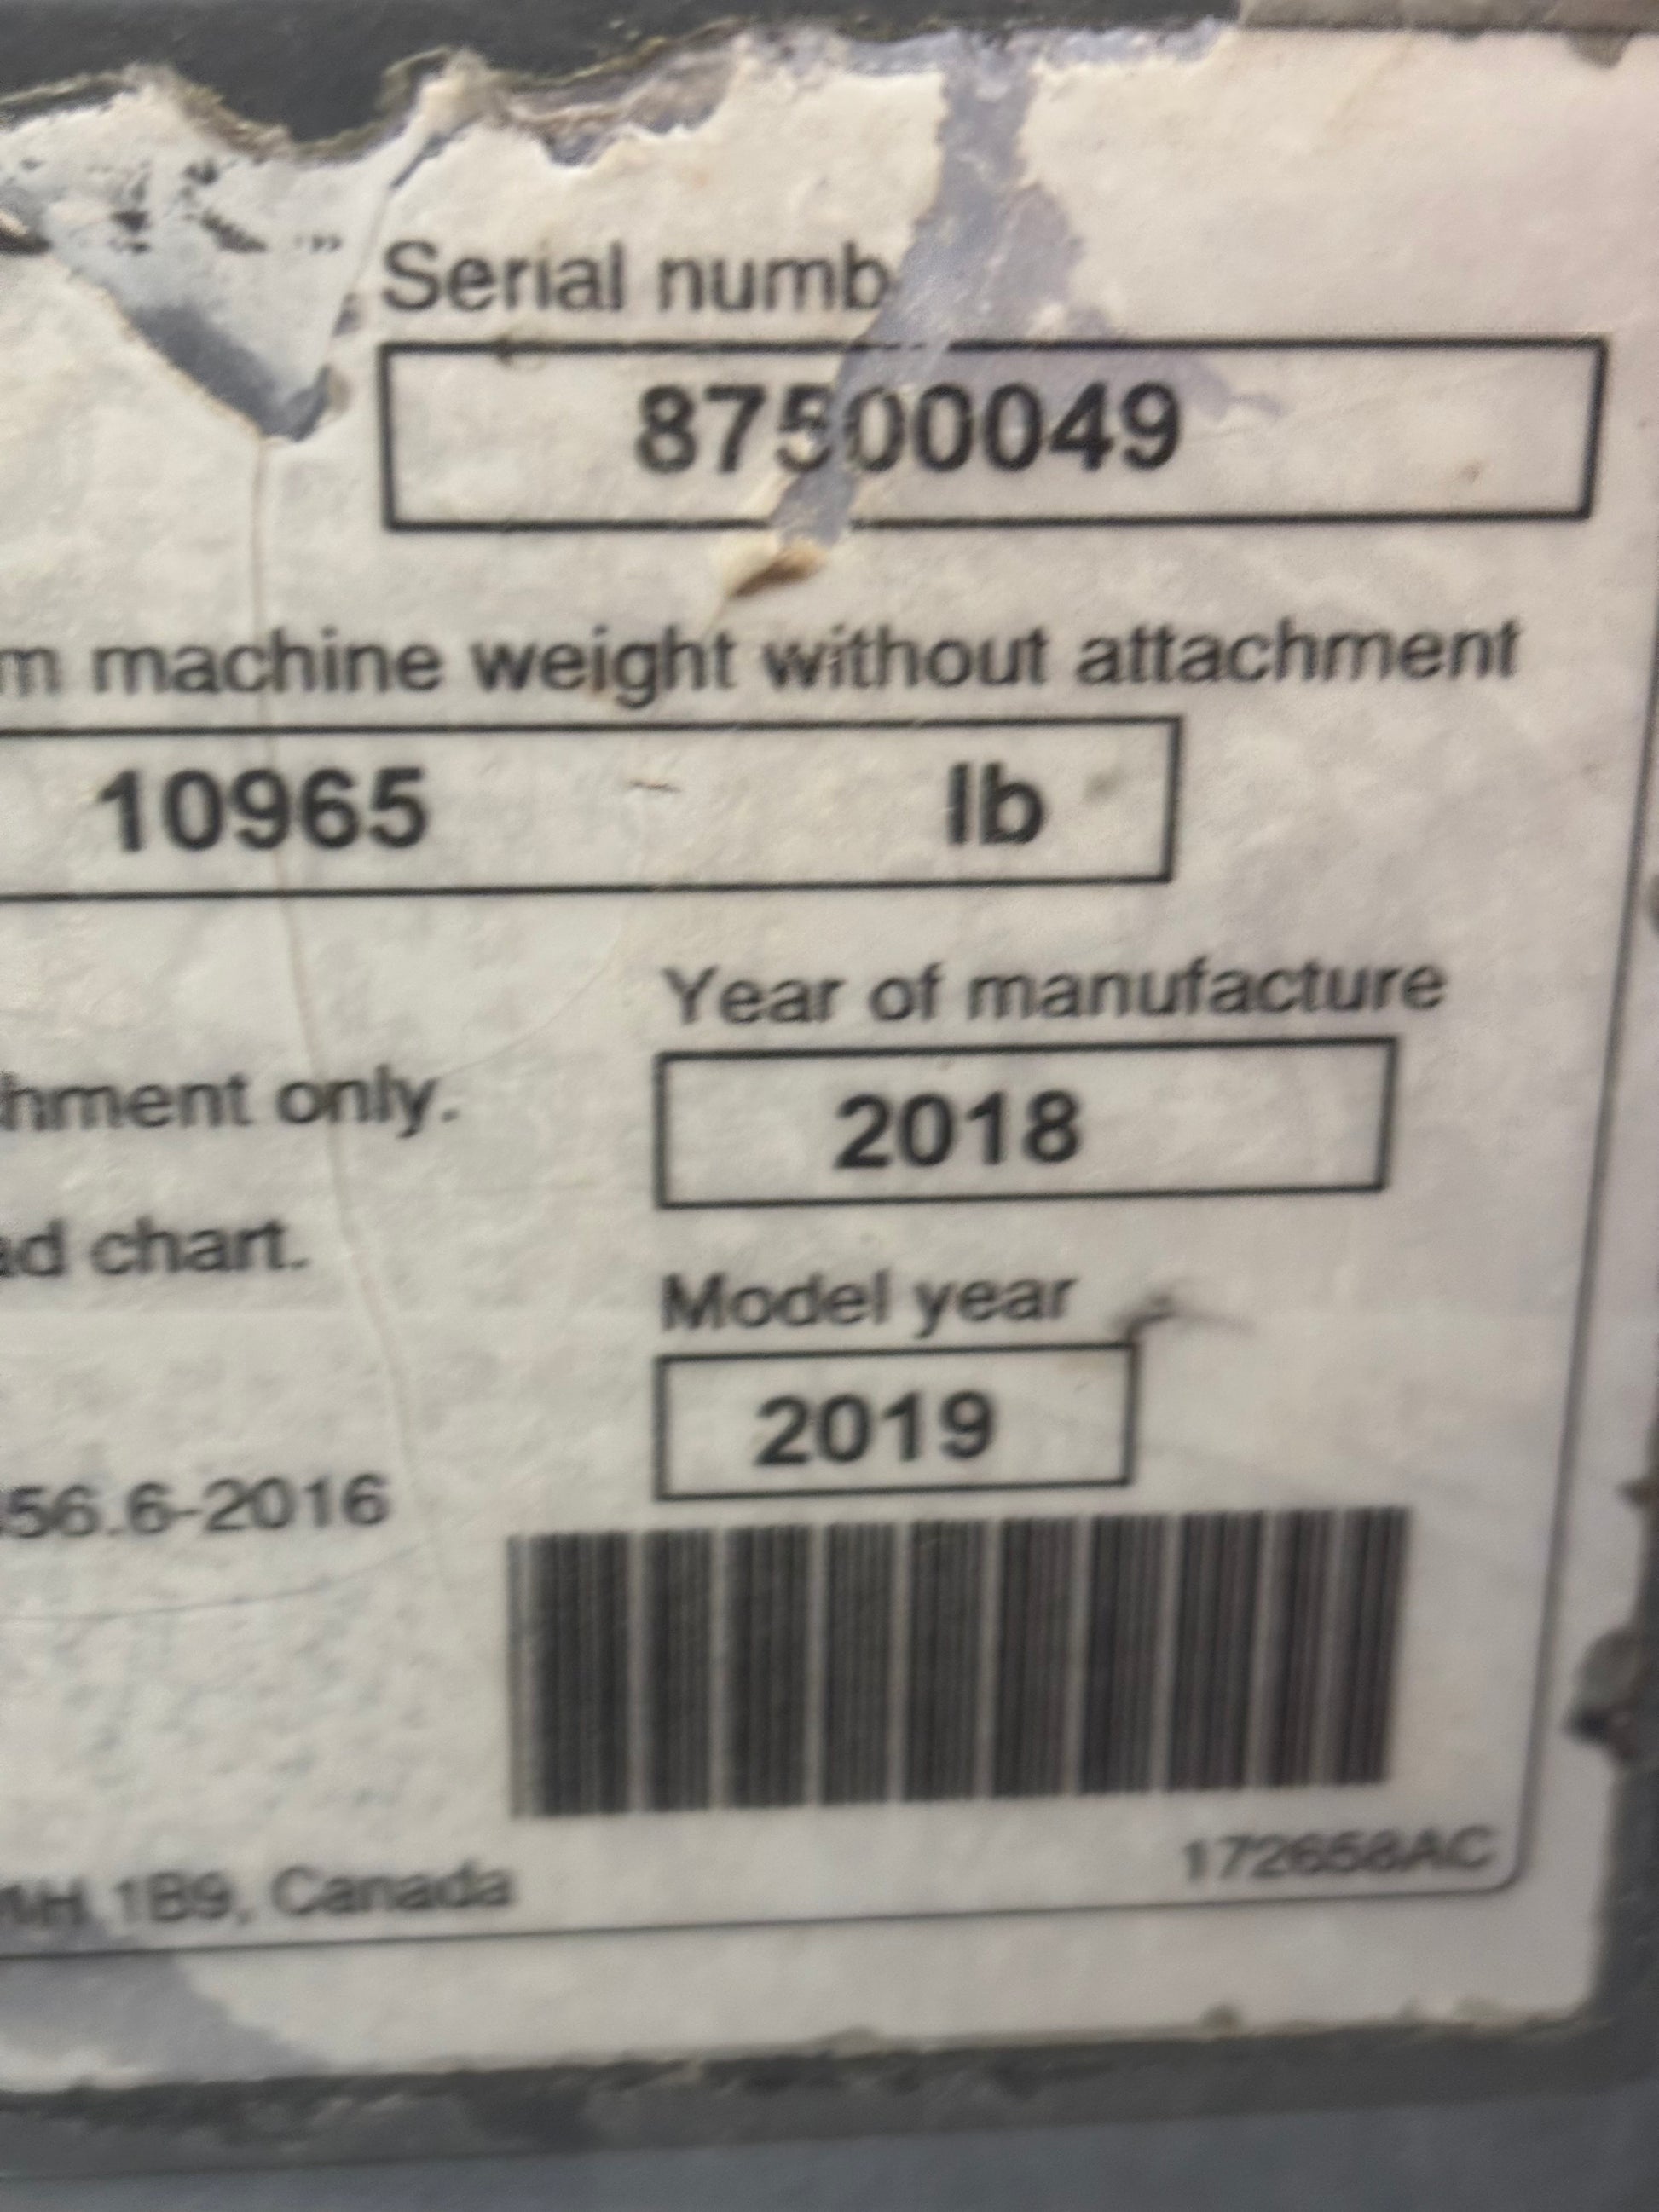 Serial numb
87500049
m machine weight without attachment
10965 lb
Year of manufacture
2018
hment only.
ad chart.
Model year
2019
56.6-2016
172658AC
1B9, Canada